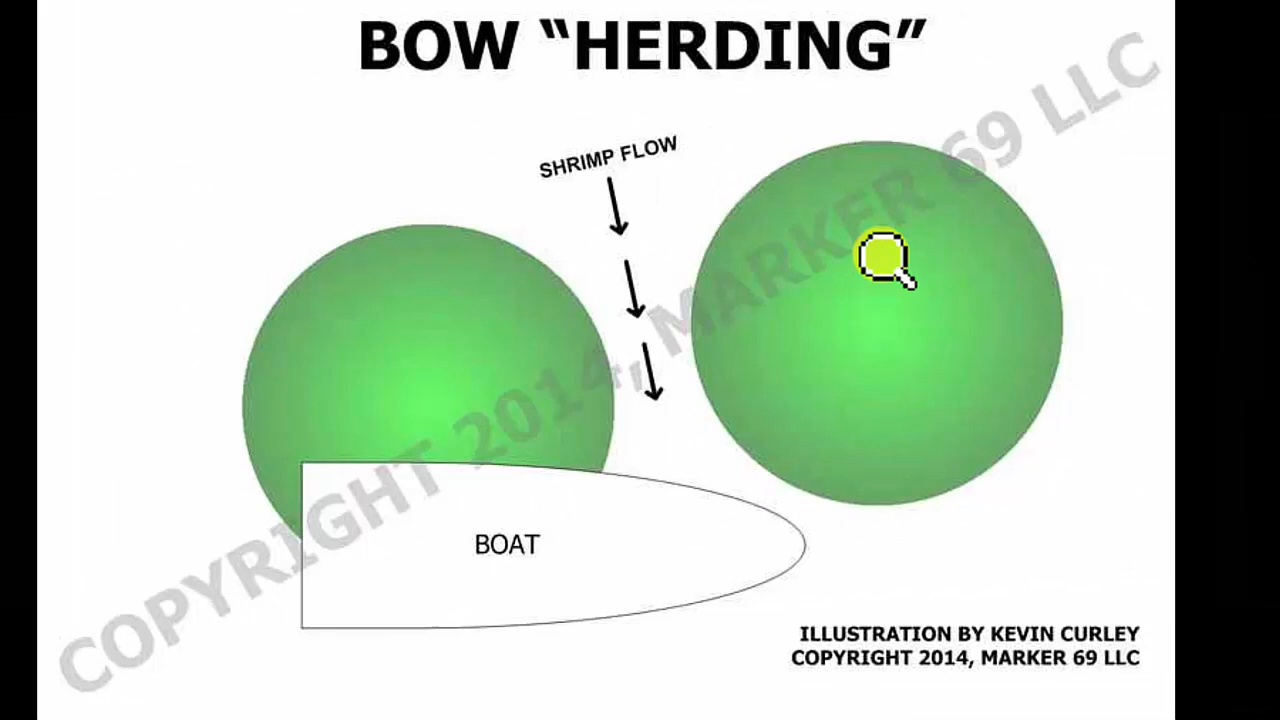 BOW “HERDING”
SHRIMP FLOW
COPYRIGHT 2014, MARKER 69 LLC
BOAT
ILLUSTRATION BY KEVIN CURLEY
COPYRIGHT 2014, MARKER 69 LLC